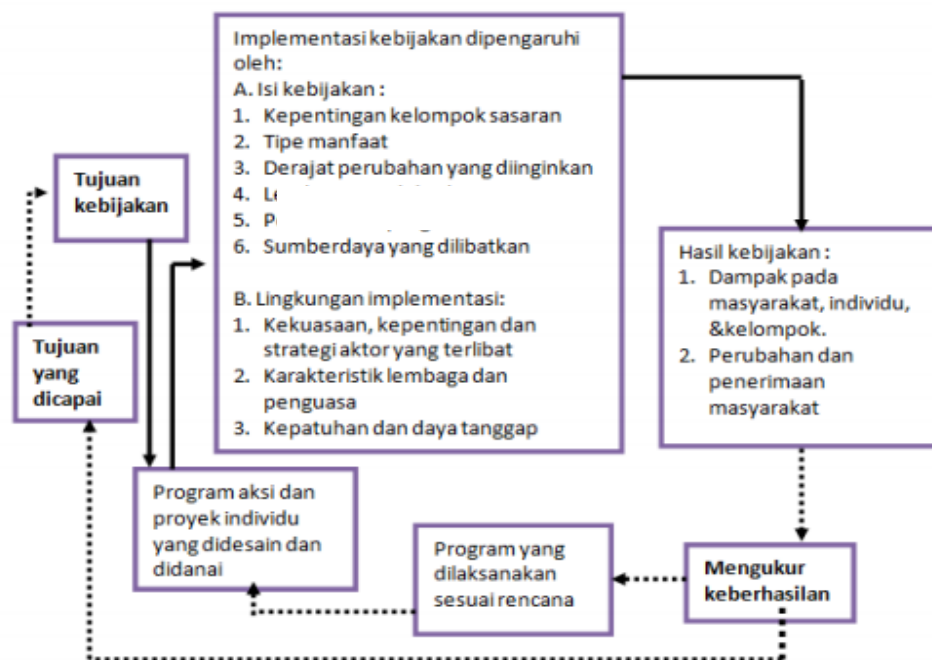 Implementasi kebijakan dipengaruhi
oleh:
A. Isi kebijakan :
1. Kepentingan kelompok sasaran
2. Tipe manfaat
3. Derajat perubahan yang diinginkan
4.
5.
6. Sumberdaya yang dilibatkan
B. Lingkungan implementasi:
1. Kekuasaan, kepentingan dan
strategi aktor yang terlibat
2. Karakteristik lembaga dan
penguasa
3. Kepatuhan dan daya tanggap
Tujuan
kebijakan
Tujuan
yang
dicapai
Program aksi dan
proyek individu
yang didesain dan
didanai
Program yang
dilaksanakan
sesuai rencana
Mengukur
keberhasilan
Hasil kebijakan :
1. Dampak pada
masyarakat, individu,
&kelompok.
2. Perubahan dan
penerimaan
masyarakat